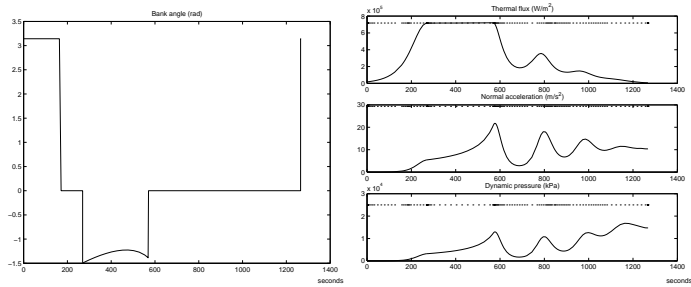 Bank angle (rad)
3.5
3
2.5
2
1.5
1
0.5
0
−0.5
−1
−1.5
0 200 400 600 800 1000 1200 1400
seconds
x 10
Thermal flux (W/m²)
8
6
4
2
0
0 200 400 600 800 1000 1200 1400
Normal acceleration (m/s²)
30
20
10
0
0 200 400 600 800 1000 1200 1400
x 10⁴
Dynamic pressure (kPa)
3
2
1
0
0 200 400 600 800 1000 1200 1400
seconds